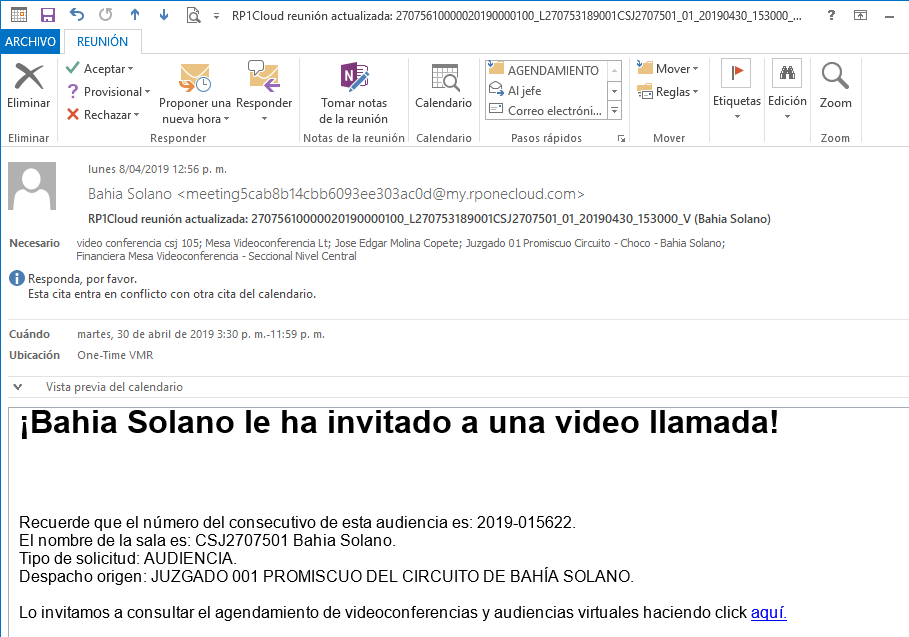 RP1Cloud reunión actualizada: 27075610000020190000100_L270753189001CSJ2707501_01_20190430_153000_...
?
ARCHIVO
REUNIÓN
Eliminar
Aceptar
Provisional
Rechazar
Proponer una
nueva hora
Responder
Tomar notas
de la reunión
Calendario
AGENDAMIENTO
Al jefe
Correo electróni...
Mover
Reglas
Etiquetas
Edición
Zoom
Eliminar
Responder
Notas de la reunión
Calendario
Pasos rápidos
Mover
Zoom
lunes 8/04/2019 12:56 p. m.
Bahia Solano <meeting5cab8b14cbb6093ee303ac0d@my.rponecloud.com>
RP1Cloud reunión actualizada: 27075610000020190000100_L270753189001CSJ2707501_01_20190430_153000_V (Bahia Solano)
Necesario video conferencia csj 105; Mesa Videoconferencia Lt; Jose Edgar Molina Copete; Juzgado 01 Promiscuo Circuito - Choco - Bahia Solano;
Financiera Mesa Videoconferencia - Seccional Nivel Central
Responda, por favor.
Esta cita entra en conflicto con otra cita del calendario.
Cuándo martes, 30 de abril de 2019 3:30 p. m.-11:59 p. m.
Ubicación One-Time VMR
Vista previa del calendario
¡Bahia Solano le ha invitado a una video llamada!
Recuerde que el número del consecutivo de esta audiencia es: 2019-015622.
El nombre de la sala es: CSJ2707501 Bahia Solano.
Tipo de solicitud: AUDIENCIA.
Despacho origen: JUZGADO 001 PROMISCUO DEL CIRCUITO DE BAHÍA SOLANO.
Lo invitamos a consultar el agendamiento de videoconferencias y audiencias virtuales haciendo click aquí.